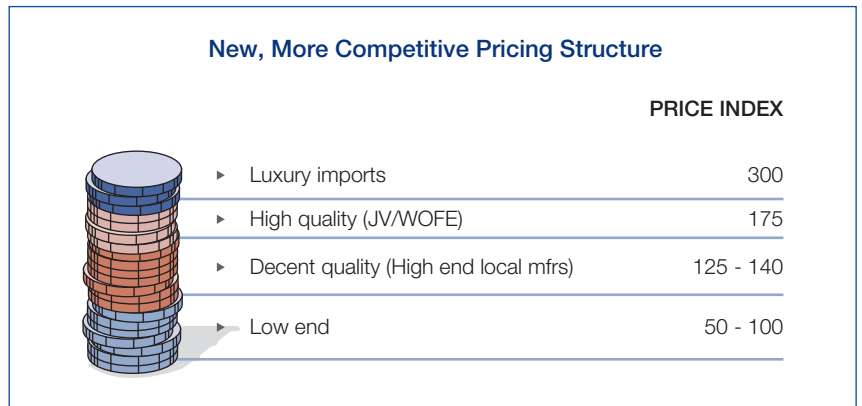 New, More Competitive Pricing Structure
PRICE INDEX
▸ Luxury imports 300
▸ High quality (JV/WOFE) 175
▸ Decent quality (High end local mfrs) 125 - 140
▸ Low end 50 - 100